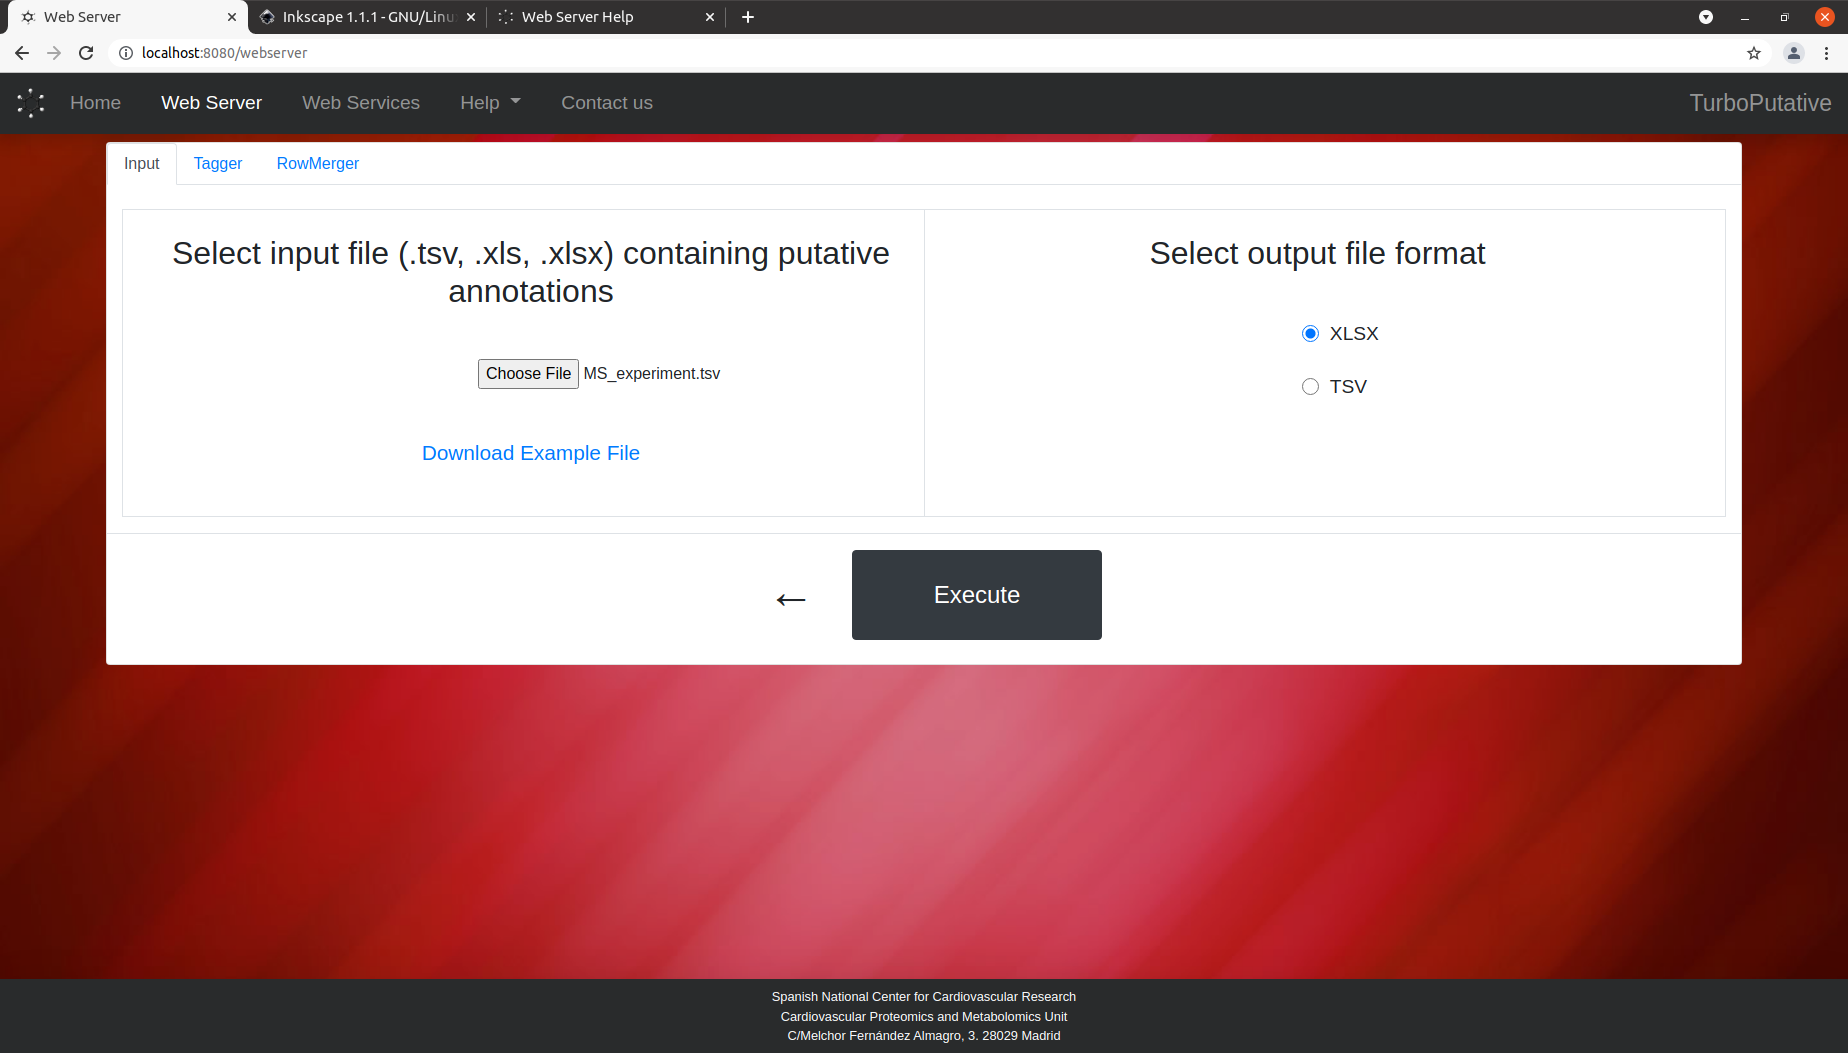 Web Server
Inkscape 1.1.1 - GNU/Linu
Web Server Help
localhost:8080/webserver
Home
Web Server
Web Services
Help
Contact us
TurboPutative
Input
Tagger
RowMerger
Select input file (.tsv, .xls, .xlsx) containing putative
annotations
Choose File MS_experiment.tsv
Download Example File
Select output file format
XLSX
TSV
←
Execute
Spanish National Center for Cardiovascular Research
Cardiovascular Proteomics and Metabolomics Unit
C/Melchor Fernández Almagro, 3. 28029 Madrid